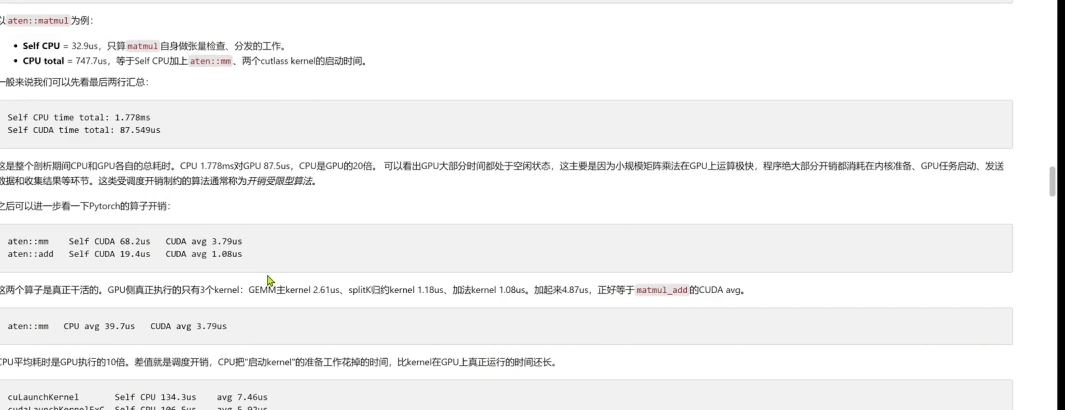 以aten::matmul为例：
• Self CPU = 32.9us，只算matmul自身做张量检查、分发的工作。
• CPU total = 747.7us，等于Self CPU加上aten::mm、两个cutlass kernel的启动时间。
一般来说我们可以先看最后两行汇总：
Self CPU time total: 1.778ms
Self CUDA time total: 87.549us
这是整个剖析期间CPU和GPU各自的总耗时。CPU 1.778ms对GPU 87.5us，CPU是GPU的20倍。 可以看出GPU大部分时间都处于空闲状态，这主要是因为小规模矩阵乘法在GPU上运算极快，程序绝大部分开销都消耗在内核准备、GPU任务启动、发送
数据和收集结果等环节。这类受调度开销制约的算法通常称为开销受限型算法。
之后可以进一步看一下Pytorch的算子开销：
aten::mm Self CUDA 68.2us CUDA avg 3.79us
aten::add Self CUDA 19.4us CUDA avg 1.08us
这两个算子是真正干活的。GPU侧真正执行的只有3个kernel：GEMM主kernel 2.61us、splitK归约kernel 1.18us、加法kernel 1.08us。加起来4.87us，正好等于matmul_add的CUDA avg。
aten::mm CPU avg 39.7us CUDA avg 3.79us
CPU平均耗时是GPU执行的10倍。差值就是调度开销，CPU把"启动kernel"的准备工作花掉的时间，比kernel在GPU上真正运行的时间还长。
cuLaunchKernel Self CPU 134.3us avg 7.46us
cudaLaunchKernelExC Self CPU 106.5us avg 5.92us